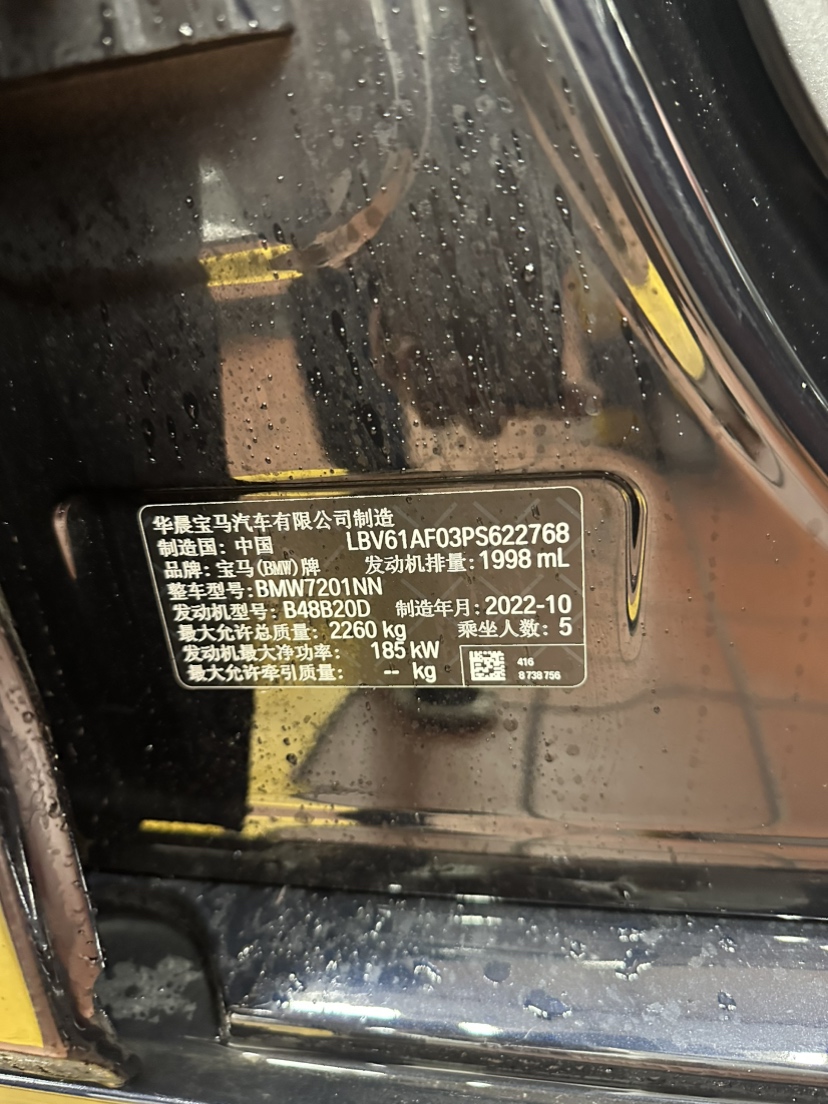 华晨宝马汽车有限公司制造
制造国: 中国 LBV61AF03PS622768
品牌: 宝马(BMW)牌 发动机排量: 1998 mL
整车型号: BMW7201NN
发动机型号: B48B20D 制造年月: 2022-10
最大允许总质量: 2260 kg 乘坐人数: 5
发动机最大净功率: 185 kW
最大允许牵引质量: -- kg
416
8 738 756